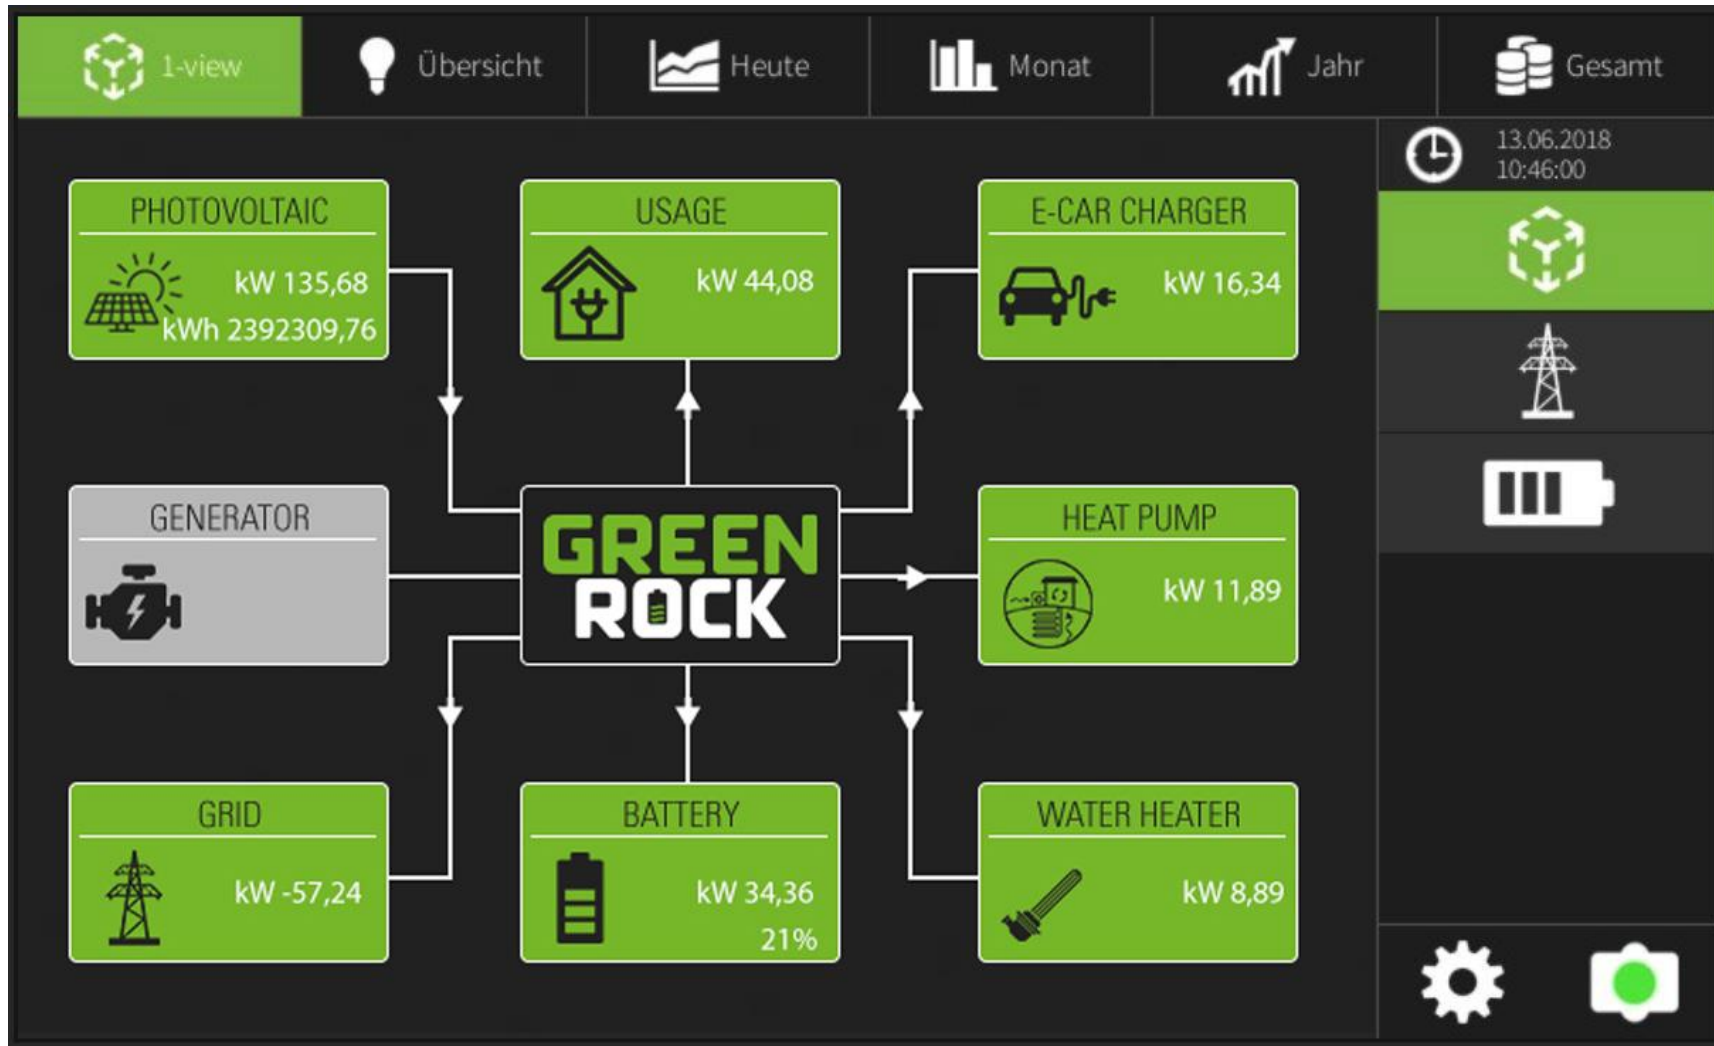 1-view
Übersicht
Heute
Monat
Jahr
Gesamt
13.06.2018
10:46:00
PHOTOVOLTAIC
kW 135,68
kWh 2392309,76
USAGE
kW 44,08
E-CAR CHARGER
kW 16,34
GENERATOR
GREEN
ROCK
HEAT PUMP
kW 11,89
GRID
kW -57,24
BATTERY
kW 34,36
21%
WATER HEATER
kW 8,89